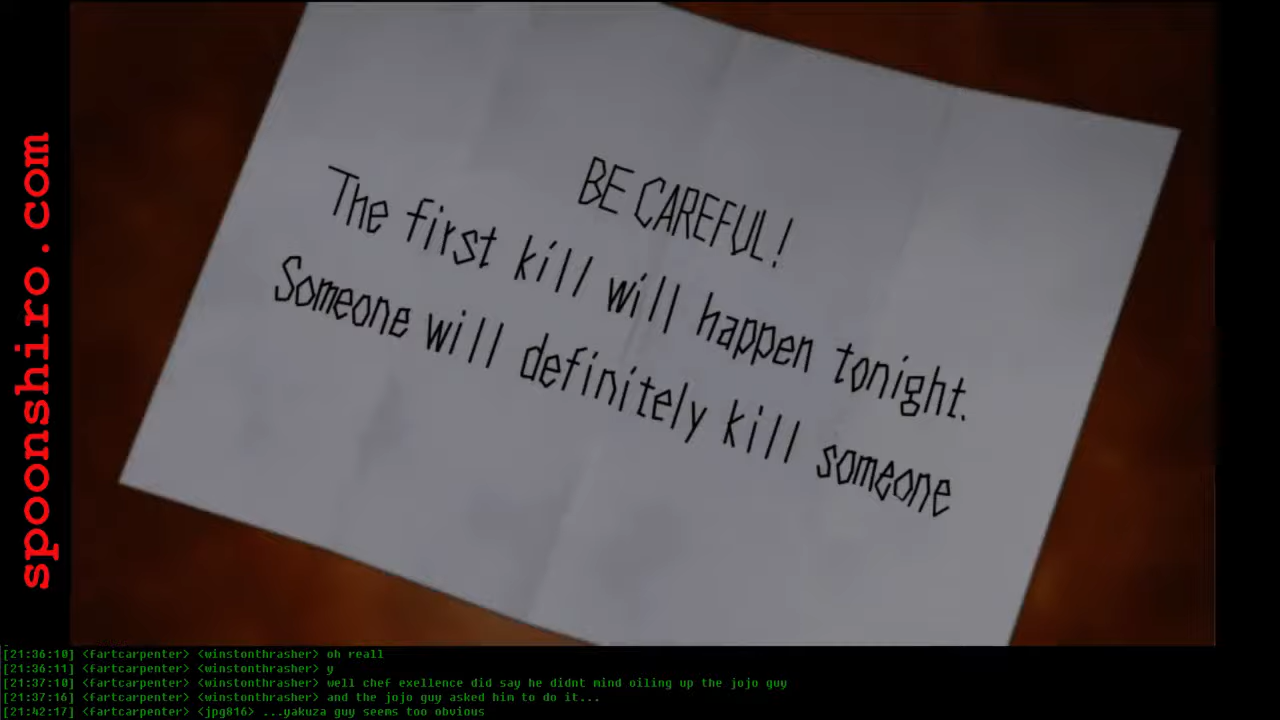 spoonshiro.com
BE CAREFUL!
The first kill will happen tonight.
Someone will definitely kill someone
[21:36:10] <fartcarpenter> <winstonthrasher> oh reall
[21:36:11] <fartcarpenter> <winstonthrasher> y
[21:37:10] <fartcarpenter> <winstonthrasher> well chef exellence did say he didnt mind oiling up the jojo guy
[21:37:16] <fartcarpenter> <winstonthrasher> and the jojo guy asked him to do it...
[21:42:17] <fartcarpenter> <jpg816> ...yakuza guy seems too obvious